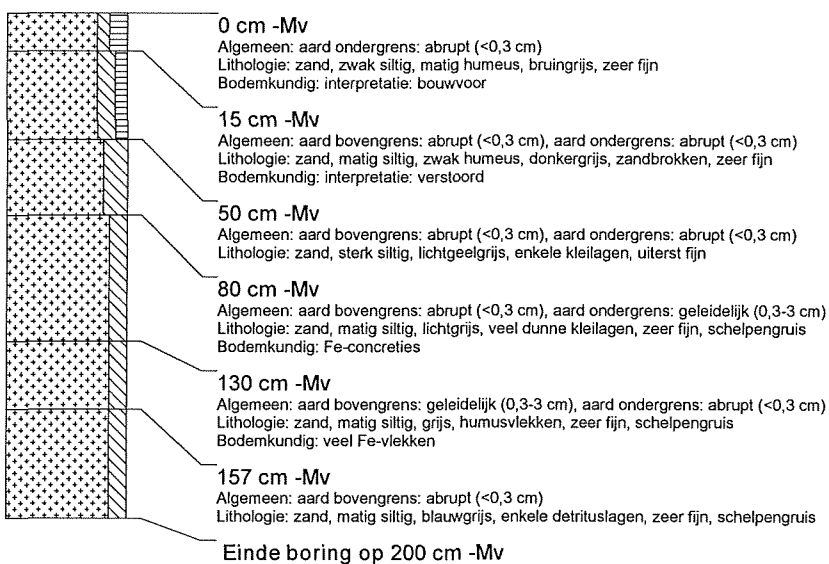 0 cm -Mv
Algemeen: aard ondergrens: abrupt (<0,3 cm)
Lithologie: zand, zwak siltig, matig humeus, bruingrijs, zeer fijn
Bodemkundig: interpretatie: bouwvoor
15 cm -Mv
Algemeen: aard bovengrens: abrupt (<0,3 cm), aard ondergrens: abrupt (<0,3 cm)
Lithologie: zand, matig siltig, zwak humeus, donkergrijs, zandbrokken, zeer fijn
Bodemkundig: interpretatie: verstoord
50 cm -Mv
Algemeen: aard bovengrens: abrupt (<0,3 cm), aard ondergrens: abrupt (<0,3 cm)
Lithologie: zand, sterk siltig, lichtgeelgrijs, enkele kleilagen, uiterst fijn
80 cm -Mv
Algemeen: aard bovengrens: abrupt (<0,3 cm), aard ondergrens: geleidelijk (0,3-3 cm)
Lithologie: zand, matig siltig, lichtgrijs, veel dunne kleilagen, zeer fijn, schelpengruis
Bodemkundig: Fe-concreties
130 cm -Mv
Algemeen: aard bovengrens: geleidelijk (0,3-3 cm), aard ondergrens: abrupt (<0,3 cm)
Lithologie: zand, matig siltig, grijs, humusvlekken, zeer fijn, schelpengruis
Bodemkundig: veel Fe-vlekken
157 cm -Mv
Algemeen: aard bovengrens: abrupt (<0,3 cm)
Lithologie: zand, matig siltig, blauwgrijs, enkele detrituslagen, zeer fijn, schelpengruis
Einde boring op 200 cm -Mv